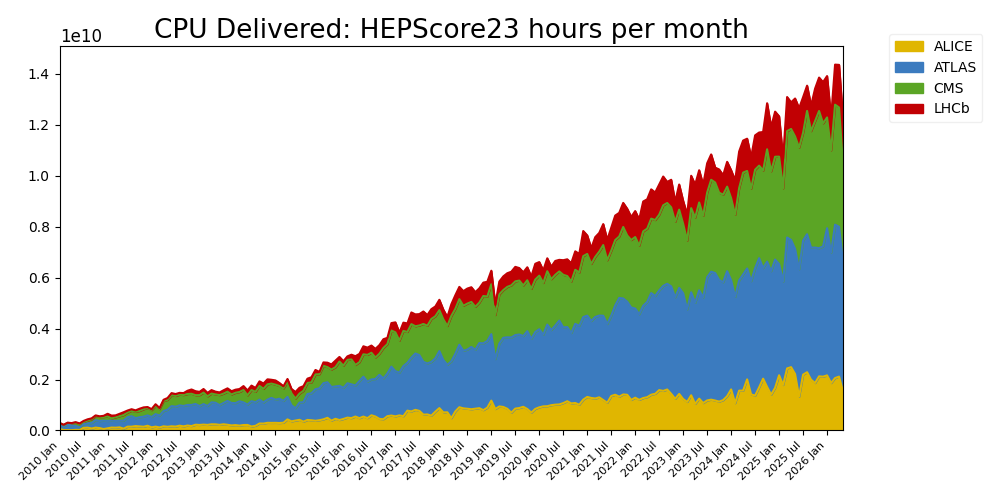 CPU Delivered: HEPScore23 hours per month
1e10
1.4
1.2
1.0
0.8
0.6
0.4
0.2
0.0
2010 Jan
2010 Jul
2011 Jan
2011 Jul
2012 Jan
2012 Jul
2013 Jan
2013 Jul
2014 Jan
2014 Jul
2015 Jan
2015 Jul
2016 Jan
2016 Jul
2017 Jan
2017 Jul
2018 Jan
2018 Jul
2019 Jan
2019 Jul
2020 Jan
2020 Jul
2021 Jan
2021 Jul
2022 Jan
2022 Jul
2023 Jan
2023 Jul
2024 Jan
2024 Jul
2025 Jan
2025 Jul
2026 Jan
ALICE
ATLAS
CMS
LHCb